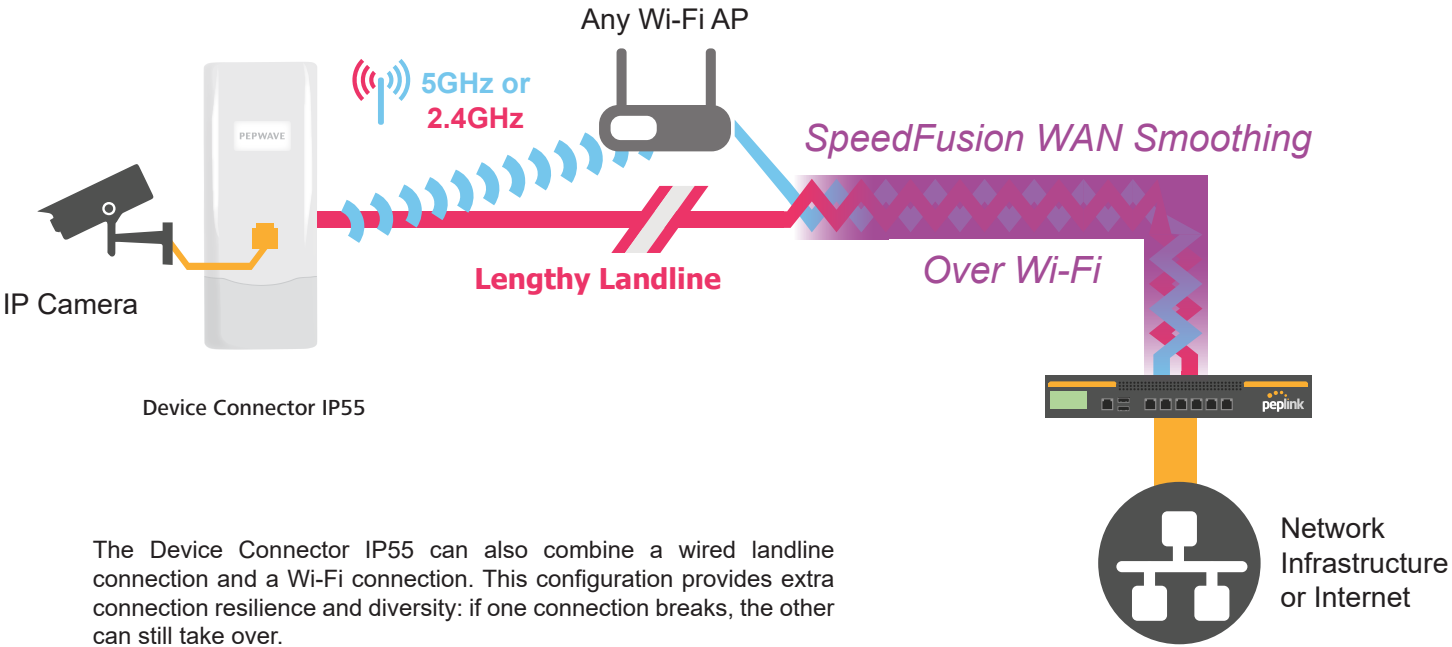 Any Wi-Fi AP
5GHz or
2.4GHz
PEPWAVE
SpeedFusion WAN Smoothing
Lengthy Landline
Over Wi-Fi
IP Camera
Device Connector IP55
peplink
The Device Connector IP55 can also combine a wired landline
connection and a Wi-Fi connection. This configuration provides extra
connection resilience and diversity: if one connection breaks, the other
can still take over.
Network
Infrastructure
or Internet